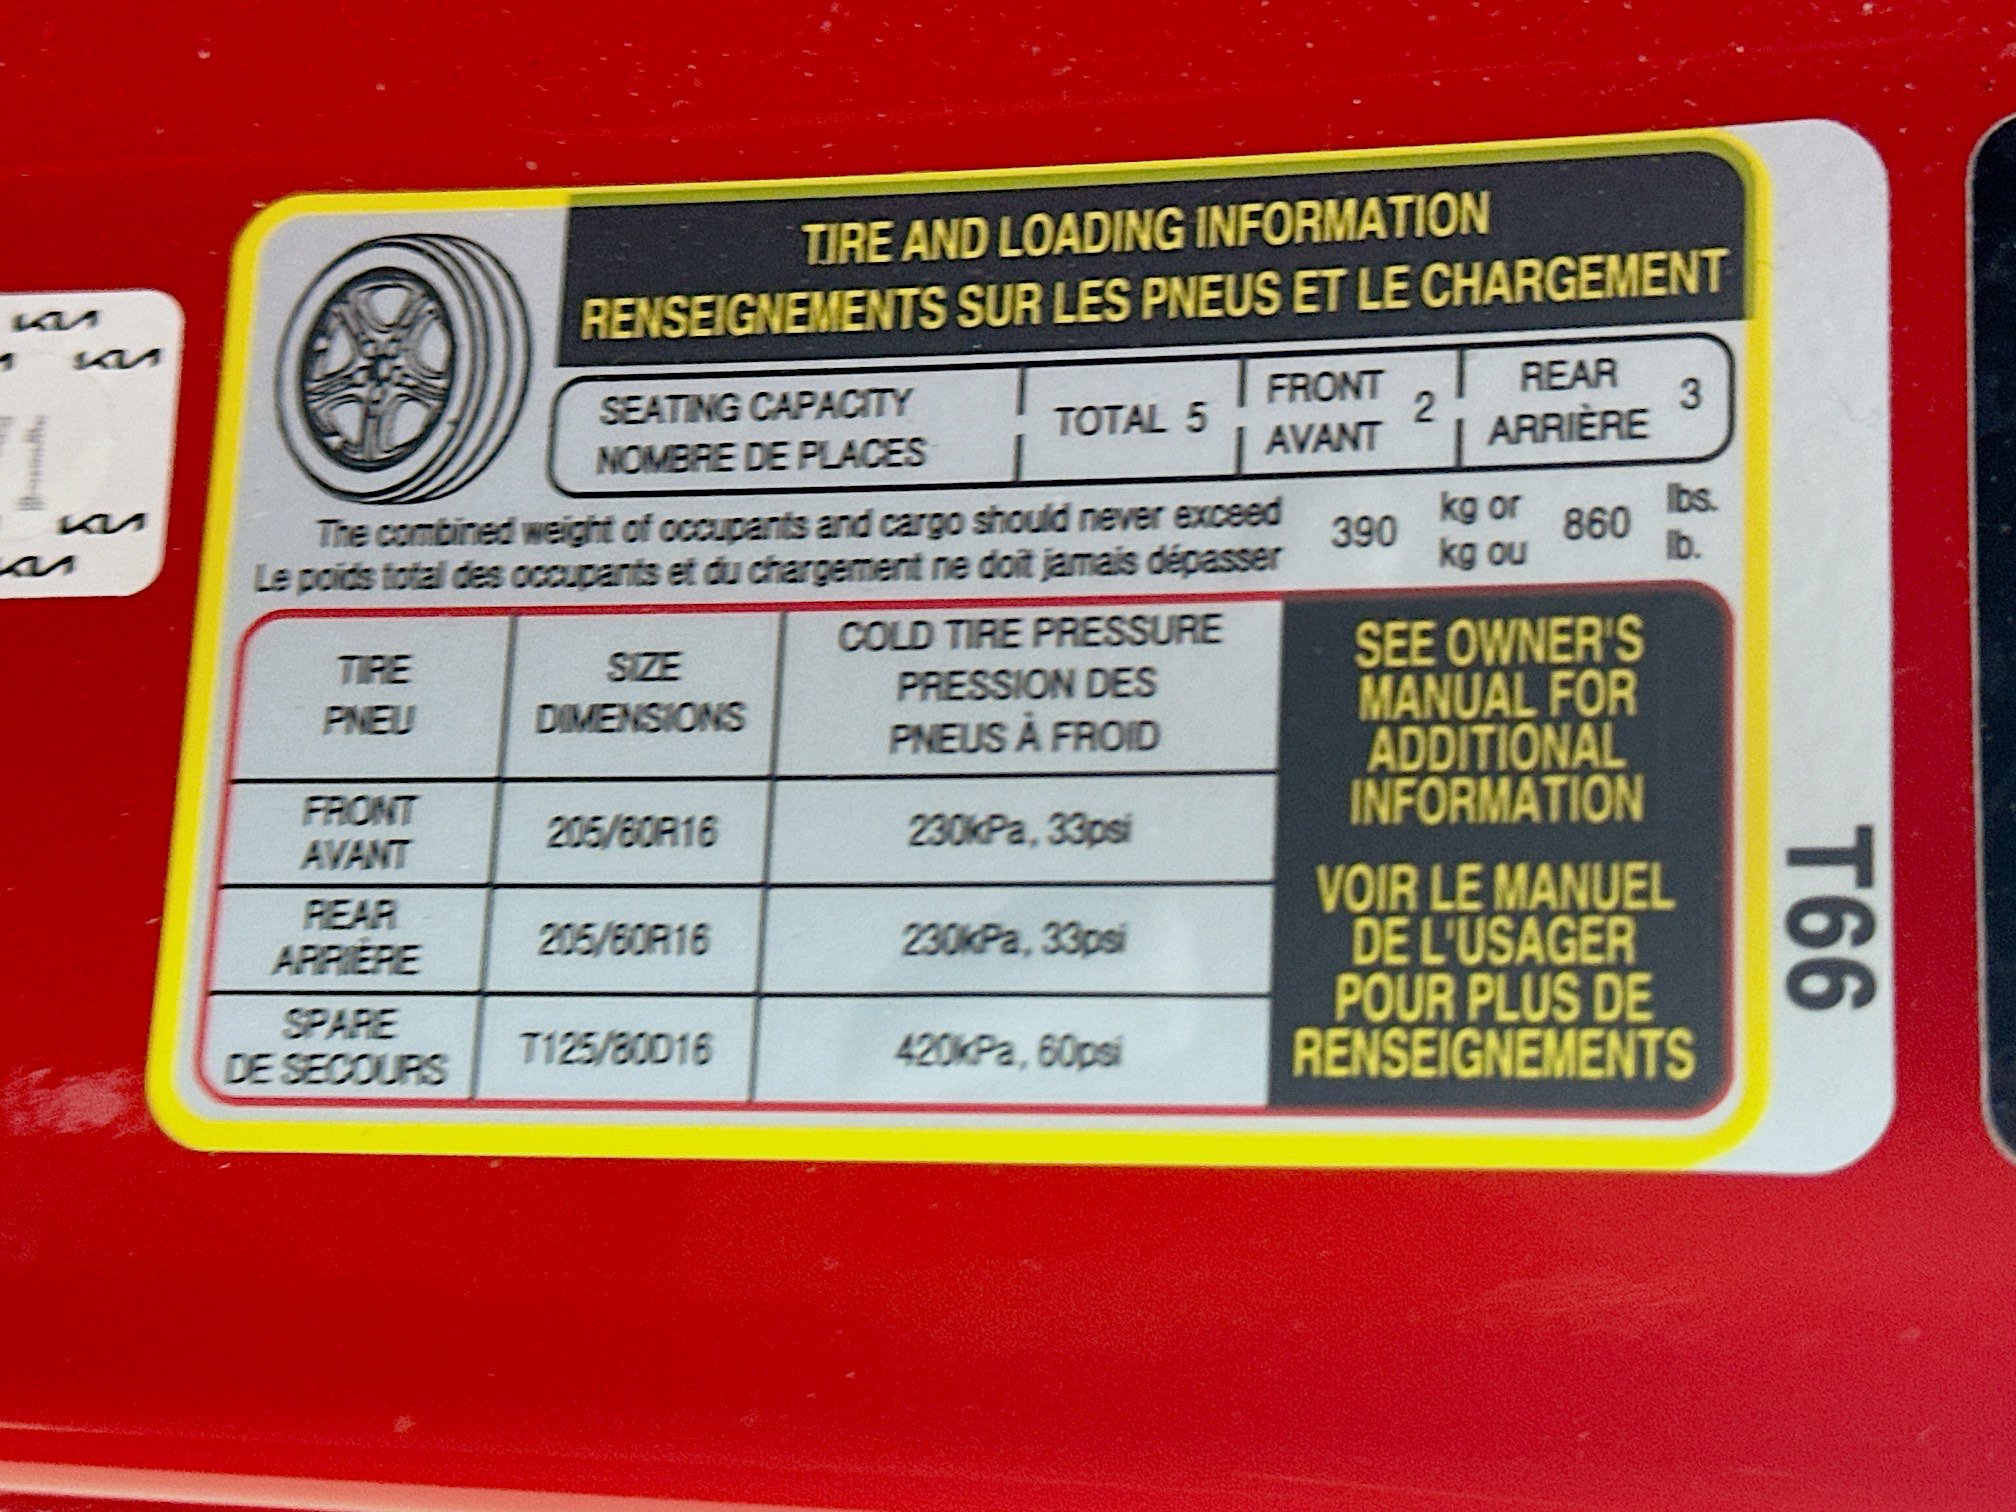 TIRE AND LOADING INFORMATION
RENSEIGNEMENTS SUR LES PNEUS ET LE CHARGEMENT
SEATING CAPACITY
NOMBRE DE PLACES
TOTAL 5
FRONT
AVANT
2
REAR
ARRIÈRE
3
The combined weight of occupants and cargo should never exceed 390 kg or 860 lbs.
Le poids total des occupants et du chargement ne doit jamais dépasser kg ou lb.
TIRE
PNEU
SIZE
DIMENSIONS
COLD TIRE PRESSURE
PRESSION DES
PNEUS À FROID
FRONT
AVANT
205/60R16
230kPa, 33psi
REAR
ARRIÈRE
205/60R16
230kPa, 33psi
SPARE
DE SECOURS
T125/80D16
420kPa, 60psi
SEE OWNER'S
MANUAL FOR
ADDITIONAL
INFORMATION
VOIR LE MANUEL
DE L'USAGER
POUR PLUS DE
RENSEIGNEMENTS
T66
KIA
KIA
KIA
KIA